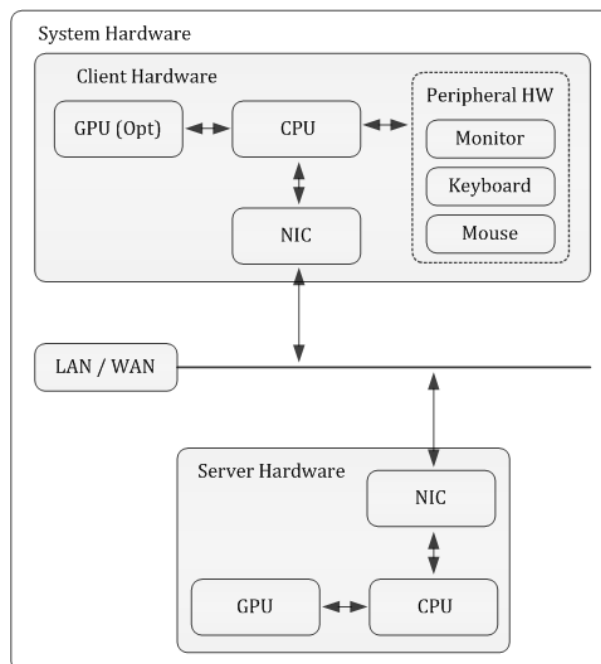 System Hardware
Client Hardware
GPU (Opt)
CPU
Peripheral HW
Monitor
Keyboard
Mouse
NIC
LAN / WAN
Server Hardware
NIC
GPU
CPU